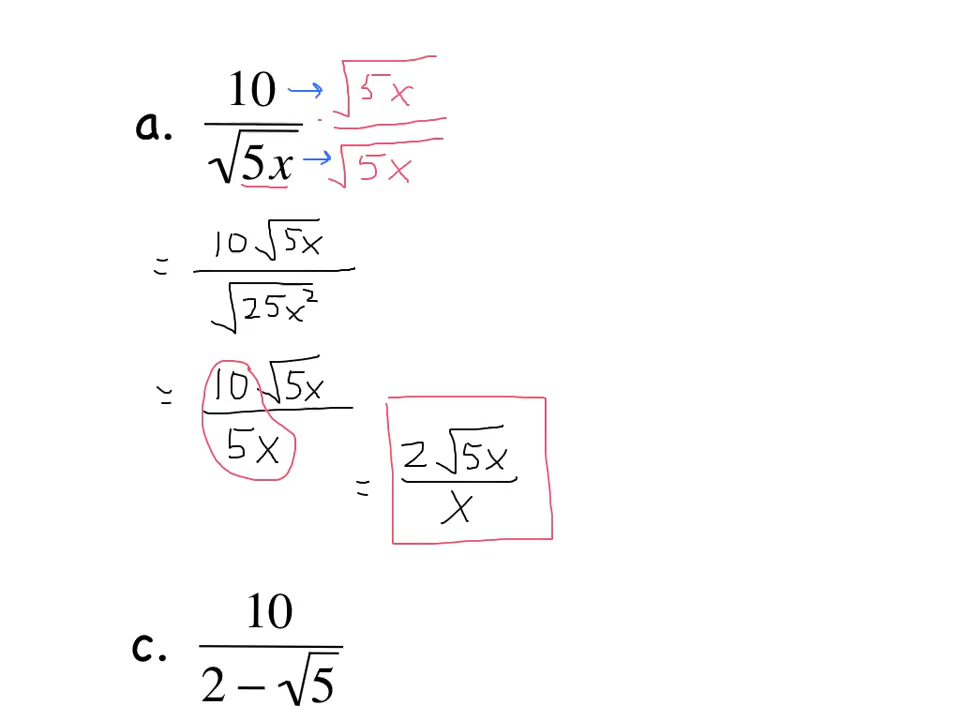 a. 10/√5x → · √5x/√5x →
= 10√5x/√25x²
= 10√5x/5x = 2√5x/x
c. 10/2 − √5